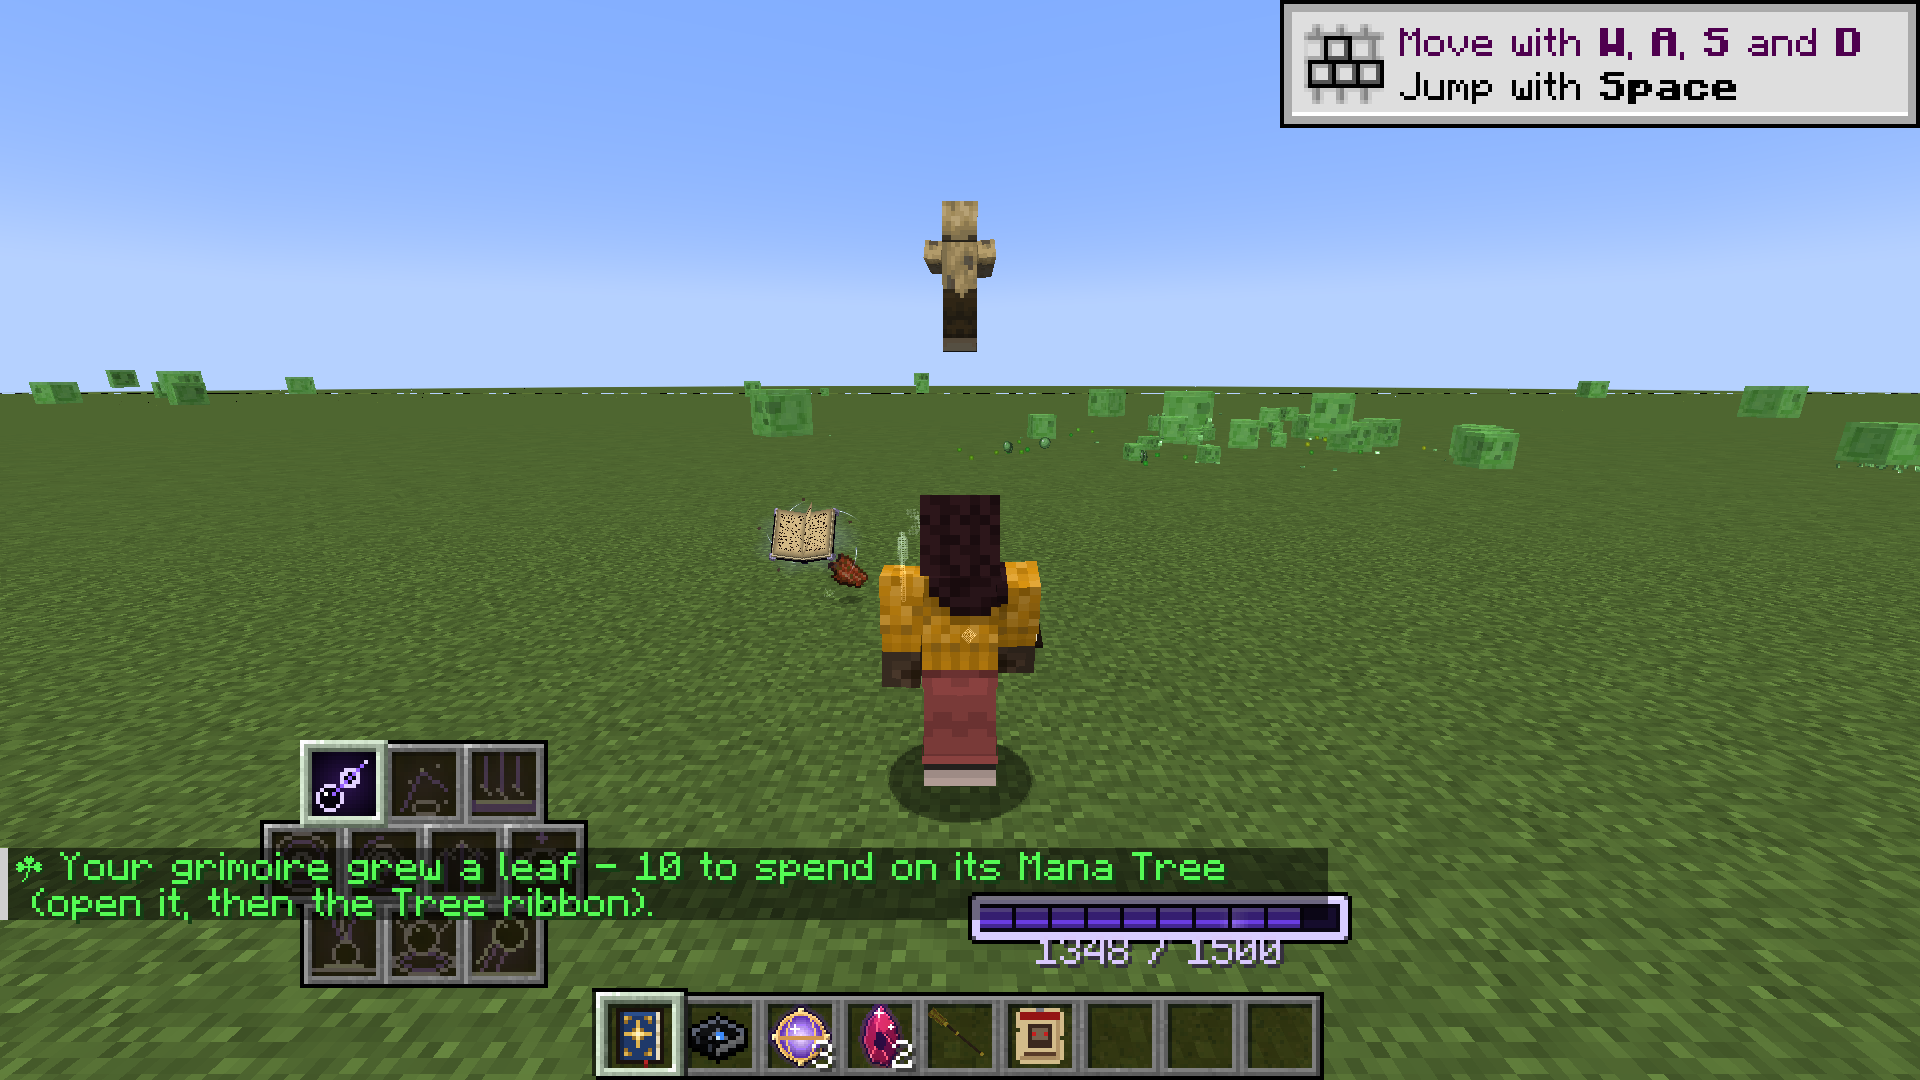 Move with W, A, S and D
Jump with Space
☘ Your grimoire grew a leaf – 10 to spend on its Mana Tree
(open it, then the Tree ribbon).
1348 / 1500
3
2